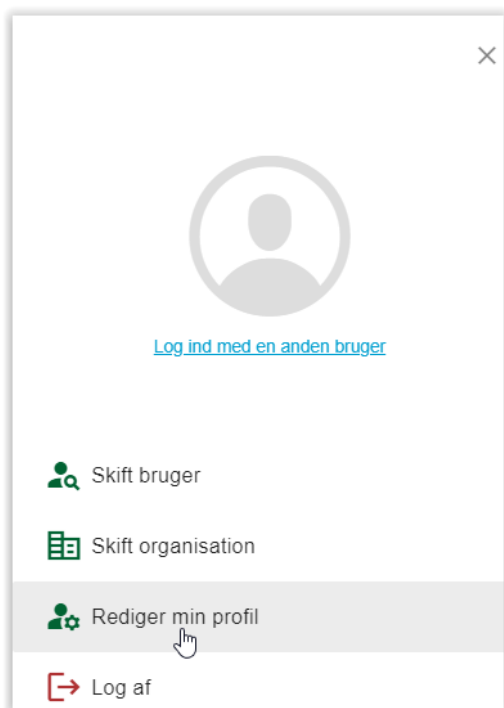 Log ind med en anden bruger
Skift bruger
Skift organisation
Rediger min profil
Log af